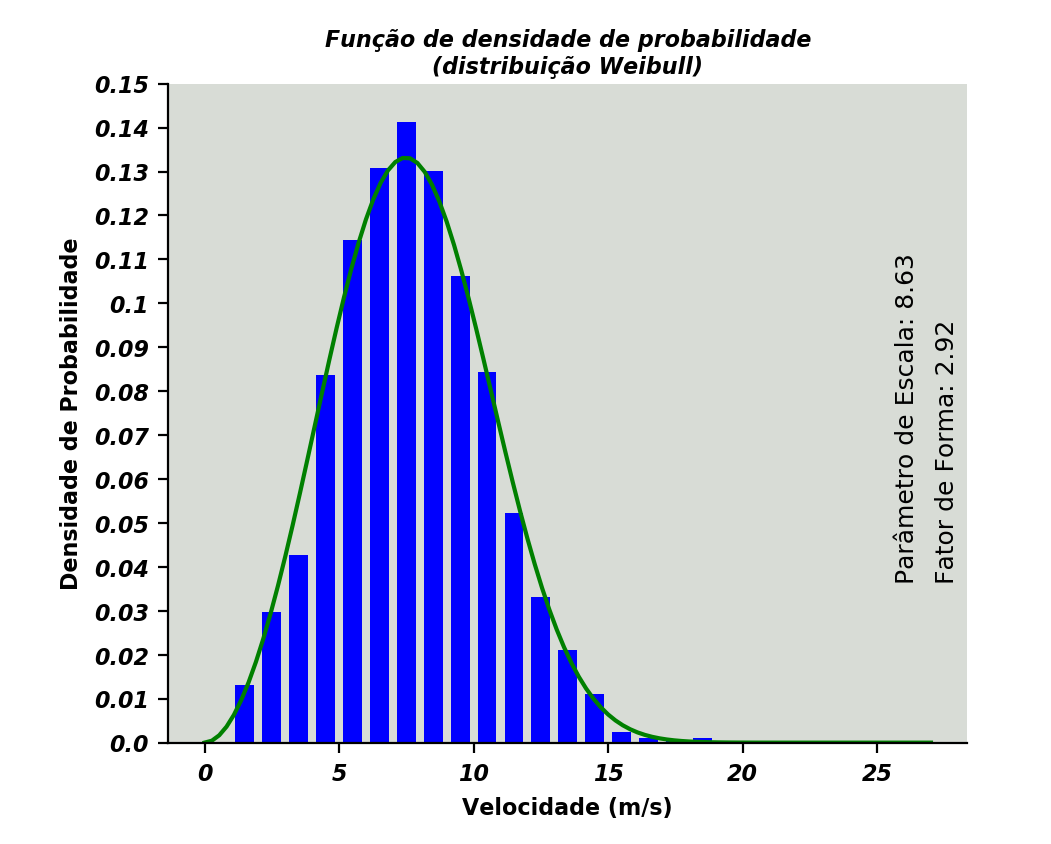 Função de densidade de probabilidade
(distribuição Weibull)
0.15
0.14
0.13
0.12
0.11
0.1
0.09
0.08
0.07
0.06
0.05
0.04
0.03
0.02
0.01
0.0
Densidade de Probabilidade
Parâmetro de Escala: 8.63
Fator de Forma: 2.92
0 5 10 15 20 25
Velocidade (m/s)